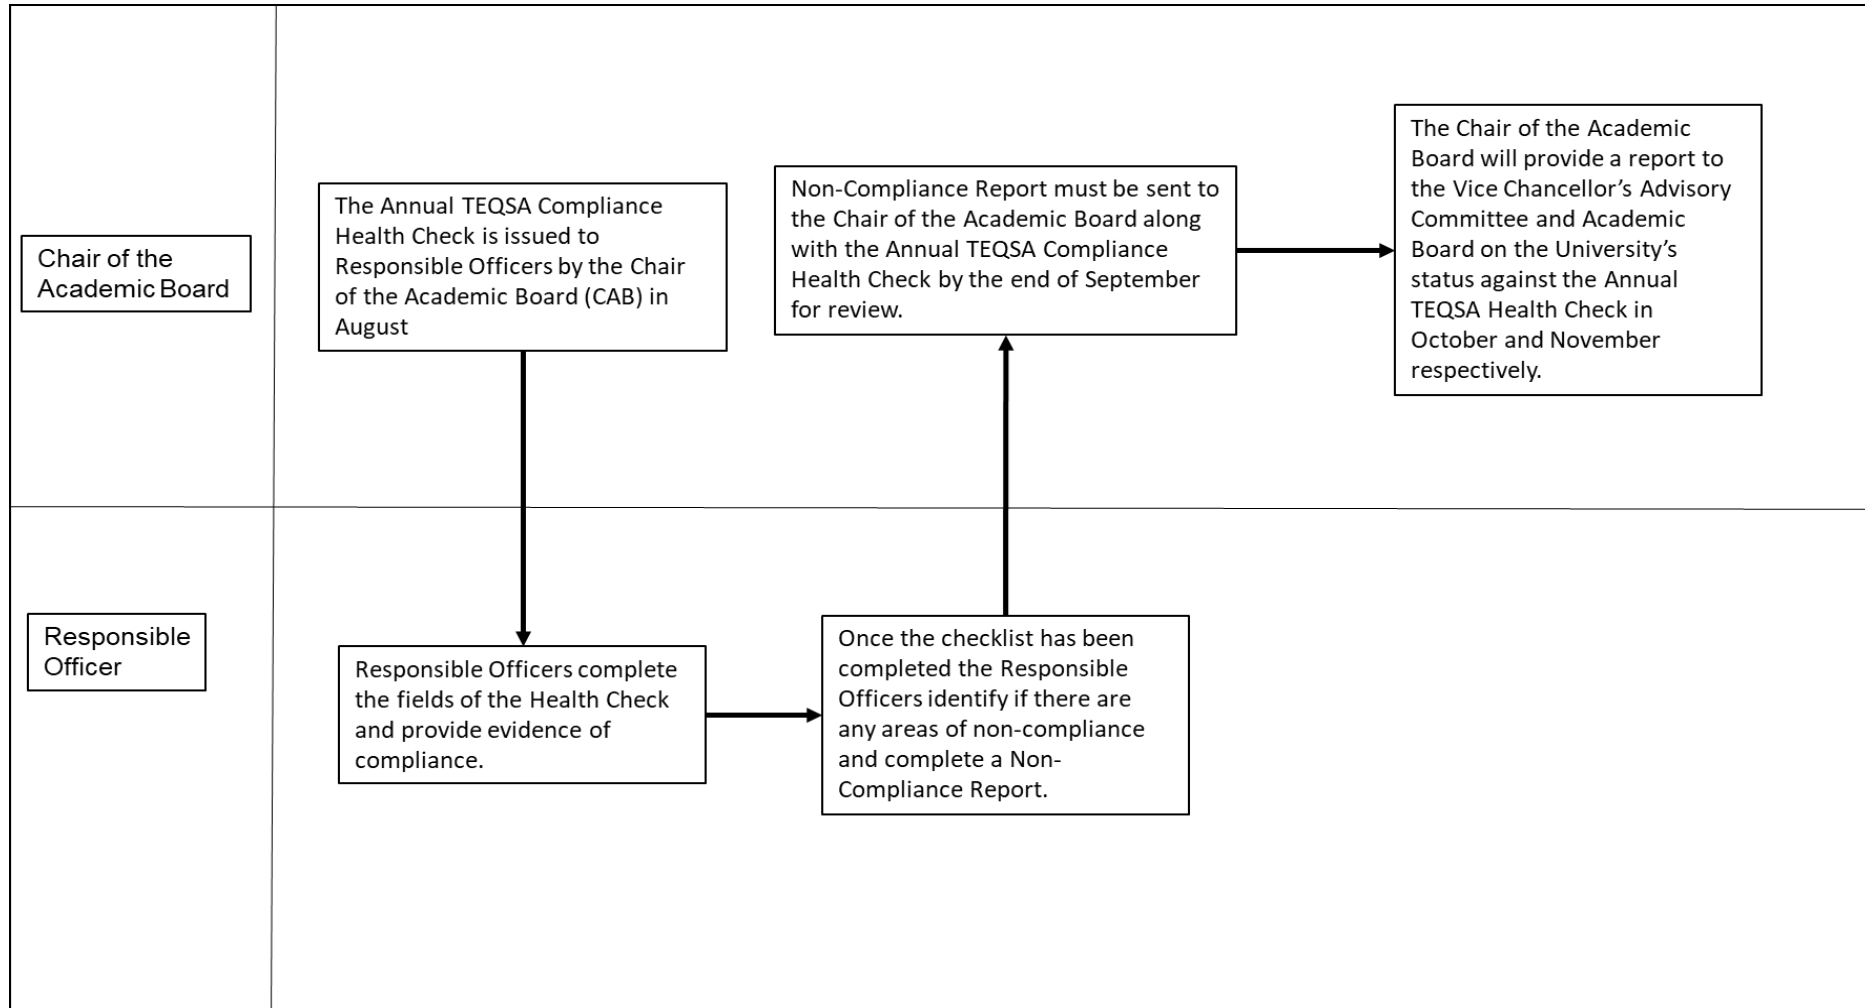 Chair of the
Academic Board
The Annual TEQSA Compliance
Health Check is issued to
Responsible Officers by the Chair
of the Academic Board (CAB) in
August
Non-Compliance Report must be sent to
the Chair of the Academic Board along
with the Annual TEQSA Compliance
Health Check by the end of September
for review.
The Chair of the Academic
Board will provide a report to
the Vice Chancellor’s Advisory
Committee and Academic
Board on the University’s
status against the Annual
TEQSA Health Check in
October and November
respectively.
Responsible
Officer
Responsible Officers complete
the fields of the Health Check
and provide evidence of
compliance.
Once the checklist has been
completed the Responsible
Officers identify if there are
any areas of non-compliance
and complete a Non-
Compliance Report.